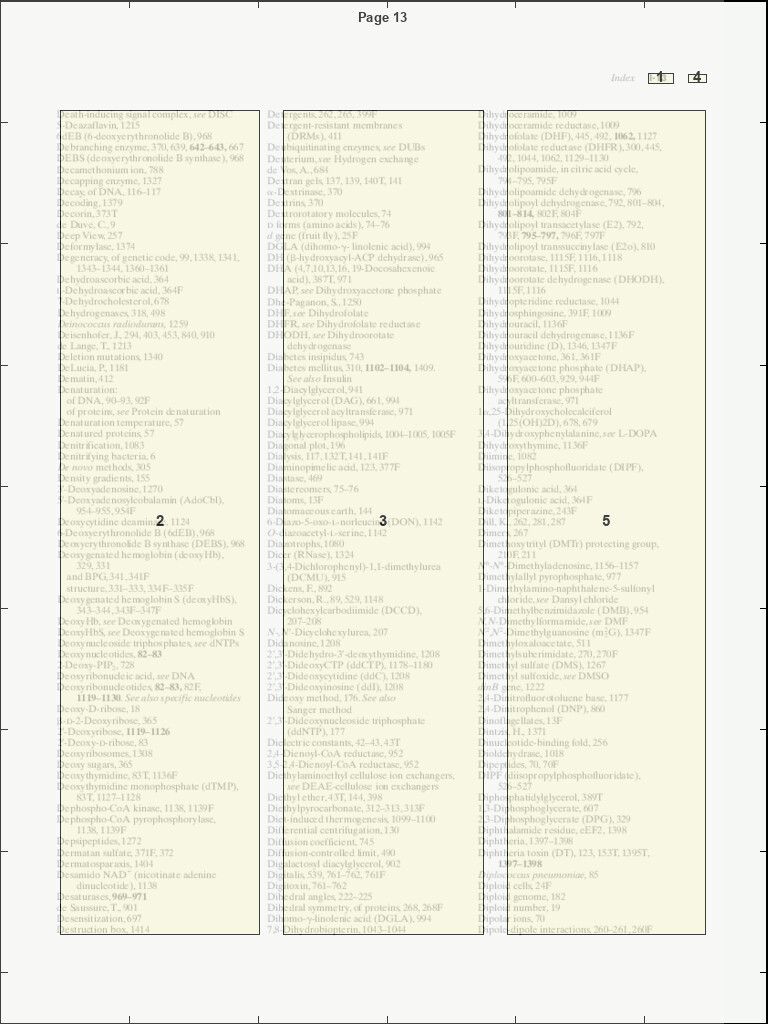 Page 13
Index
1
4
Death-inducing signal complex, see DISC
5-Deazaflavin, 1215
6dEB (6-deoxyerythronolide B), 968
Debranching enzyme, 370, 639, 642-643, 667
DEBS (deoxyerythronolide B synthase), 968
Decamethonium ion, 788
Decapping enzyme, 1327
Decay, of DNA, 116-117
Decoding, 1379
Decorin, 373T
de Duve, C., 9
Deep View, 257
Deformylase, 1374
Degeneracy, of genetic code, 99, 1338, 1341,
1343–1344, 1360–1361
Dehydroascorbic acid, 364
L-Dehydroascorbic acid, 364F
7-Dehydrocholesterol, 678
Dehydrogenases, 318, 498
Deinococcus radiodurans, 1259
Deisenhofer, J., 294, 403, 453, 840, 910
de Lange, T., 1213
Deletion mutations, 1340
DeLucia, P., 1181
Dematin, 412
Denaturation:
of DNA, 90–93, 92F
of proteins, see Protein denaturation
Denaturation temperature, 57
Denatured proteins, 57
Denitrification, 1083
Denitrifying bacteria, 6
De novo methods, 305
Density gradients, 155
5'-Deoxyadenosine, 1270
5'-Deoxyadenosylcobalamin (AdoCbl),
954–955, 954F
Deoxycytidine deaminase, 1124
2
6-Deoxyerythronolide B (6dEB), 968
Deoxyerythronolide B synthase (DEBS), 968
Deoxygenated hemoglobin (deoxyHb),
329, 331
and BPG, 341, 341F
structure, 331–333, 334F–335F
Deoxygenated hemoglobin S (deoxyHbS),
343–344, 343F–347F
DeoxyHb, see Deoxygenated hemoglobin
DeoxyHbS, see Deoxygenated hemoglobin S
Deoxynucleoside triphosphates, see dNTPs
Deoxynucleotides, 82–83
2-Deoxy-PIP₂, 728
Deoxyribonucleic acid, see DNA
Deoxyribonucleotides, 82–83, 82F,
1119–1130. See also specific nucleotides
Deoxy-D-ribose, 18
β-D-2-Deoxyribose, 365
2'-Deoxyribose, 1119–1126
2'-Deoxy-D-ribose, 83
Deoxyribosomes, 1308
Deoxy sugars, 365
Deoxythymidine, 83T, 1136F
Deoxythymidine monophosphate (dTMP),
83T, 1127–1128
Dephospho-CoA kinase, 1138, 1139F
Dephospho-CoA pyrophosphorylase,
1138, 1139F
Depsipeptides, 1272
Dermatan sulfate, 371F, 372
Dermatosparaxis, 1404
Desamido NAD⁺ (nicotinate adenine
dinucleotide), 1138
Desaturases, 969–971
de Saussure, T., 901
Desensitization, 697
Destruction box, 1414
Detergents, 262, 265, 399F
Detergent-resistant membranes
(DRMs), 411
Deubiquitinating enzymes, see DUBs
Deuterium, see Hydrogen exchange
de Vos, A., 684
Dextran gels, 137, 139, 140T, 141
α-Dextrinase, 370
Dextrins, 370
Dextrorotatory molecules, 74
D forms (amino acids), 74–76
d gene (fruit fly), 25F
DGLA (dihomo-γ- linolenic acid), 994
DH (β-hydroxyacyl-ACP dehydrase), 965
DHA (4,7,10,13,16, 19-Docosahexenoic
acid), 387T, 971
DHAP, see Dihydroxyacetone phosphate
Dhe-Paganon, S., 1250
DHF, see Dihydrofolate
DHFR, see Dihydrofolate reductase
DHODH, see Dihydroorotate
dehydrogenase
Diabetes insipidus, 743
Diabetes mellitus, 310, 1102–1104, 1409.
See also Insulin
1,2-Diacylglycerol, 941
Diacylglycerol (DAG), 661, 994
Diacylglycerol acyltransferase, 971
Diacylglycerol lipase, 994
Diacylglycerophospholipids, 1004–1005, 1005F
Diagonal plot, 196
Dialysis, 117, 132T, 141, 141F
Diaminopimelic acid, 123, 377F
Diastase, 469
Diastereomers, 75–76
Diatoms, 13F
Diatomaceous earth, 144
6-Diazo-5-oxo-L-norleucine (DON), 1142
3
O-diazoacetyl-L-serine, 1142
Diazotrophs, 1080
Dicer (RNase), 1324
3-(3,4-Dichlorophenyl)-1,1-dimethylurea
(DCMU), 915
Dickens, F., 892
Dickerson, R., 89, 529, 1148
Dicyclohexylcarbodiimide (DCCD),
207–208
N-,N'-Dicyclohexylurea, 207
Didanosine, 1208
2',3'-Didehydro-3'-deoxythymidine, 1208
2',3'-DideoxyCTP (ddCTP), 1178–1180
2',3'-Dideoxycytidine (ddC), 1208
2',3'-Dideoxyinosine (ddI), 1208
Dideoxy method, 176. See also
Sanger method
2',3'-Dideoxynucleoside triphosphate
(ddNTP), 177
Dielectric constants, 42–43, 43T
2,4-Dienoyl-CoA reductase, 952
3,5-2,4-Dienoyl-CoA reductase, 952
Diethylaminoethyl cellulose ion exchangers,
see DEAE-cellulose ion exchangers
Diethyl ether, 43T, 144, 398
Diethylpyrocarbonate, 312–313, 313F
Diet-induced thermogenesis, 1099–1100
Differential centrifugation, 130
Diffusion coefficient, 745
Diffusion-controlled limit, 490
Digalactosyl diacylglycerol, 902
Digitalis, 539, 761–762, 761F
Digitoxin, 761–762
Dihedral angles, 222–225
Dihedral symmetry, of proteins, 268, 268F
Dihomo-γ-linolenic acid (DGLA), 994
7,8-Dihydrobiopterin, 1043–1044
Dihydroceramide, 1009
Dihydroceramide reductase, 1009
Dihydrofolate (DHF), 445, 492, 1062, 1127
Dihydrofolate reductase (DHFR), 300, 445,
492, 1044, 1062, 1129–1130
Dihydrolipoamide, in citric acid cycle,
794–795, 795F
Dihydrolipoamide dehydrogenase, 796
Dihydrolipoyl dehydrogenase, 792, 801–804,
801–814, 802F, 804F
Dihydrolipoyl transacetylase (E2), 792,
793F, 795–797, 796F, 797F
Dihydrolipoyl transsuccinylase (E2o), 810
Dihydroorotase, 1115F, 1116, 1118
Dihydroorotate, 1115F, 1116
Dihydroorotate dehydrogenase (DHODH),
1115F, 1116
Dihydropteridine reductase, 1044
Dihydrosphingosine, 391F, 1009
Dihydrouracil, 1136F
Dihydrouracil dehydrogenase, 1136F
Dihydrouridine (D), 1346, 1347F
Dihydroxyacetone, 361, 361F
Dihydroxyacetone phosphate (DHAP),
596F, 600–603, 929, 944F
Dihydroxyacetone phosphate
acyltransferase, 971
1α,25-Dihydroxycholecalciferol
(1,25(OH)2D), 678, 679
3,4-Dihydroxyphenylalanine, see L-DOPA
Dihydroxythymine, 1136F
Diimine, 1082
Diisopropylphosphofluoridate (DIPF),
526–527
Diketogulonic acid, 364
L-Diketogulonic acid, 364F
Diketopiperazine, 243F
Dill, K., 262, 281, 287
5
Dimers, 267
Dimethoxytrityl (DMTr) protecting group,
210F, 211
N⁶-N⁶-Dimethyladenosine, 1156–1157
Dimethylallyl pyrophosphate, 977
1-Dimethylamino-naphthalene-5-sulfonyl
chloride, see Dansyl chloride
5,6-Dimethylbenzimidazole (DMB), 954
N,N-Dimethylformamide, see DMF
N²,N²-Dimethylguanosine (m²₂G), 1347F
Dimethyloxaloacetate, 511
Dimethylsuberimidate, 270, 270F
Dimethyl sulfate (DMS), 1267
Dimethyl sulfoxide, see DMSO
dinB gene, 1222
2,4-Dinitrofluorotoluene base, 1177
2,4-Dinitrophenol (DNP), 860
Dinoflagellates, 13F
Dintzis, H., 1371
Dinucleotide-binding fold, 256
Dioldehydrase, 1018
Dipeptides, 70, 70F
DIPF (diisopropylphosphofluoridate),
526–527
Diphosphatidylglycerol, 389T
1,3-Diphosphoglycerate, 607
2,3-Diphosphoglycerate (DPG), 329
Diphthalamide residue, eEF2, 1398
Diphtheria, 1397–1398
Diphtheria toxin (DT), 123, 153T, 1395T,
1397–1398
Diplococcus pneumoniae, 85
Diploid cells, 24F
Diploid genome, 182
Diploid number, 19
Dipolar ions, 70
Dipole-dipole interactions, 260–261, 260F